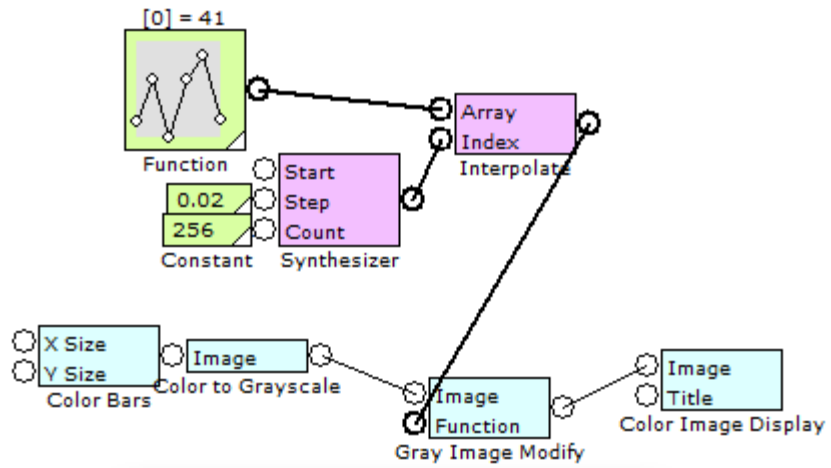 [0] = 41
Function
Array
Index
Interpolate
Start
0.02
Step
256
Count
Constant
Synthesizer
X Size
Y Size
Color Bars
Image
Color to Grayscale
Image
Function
Gray Image Modify
Image
Title
Color Image Display